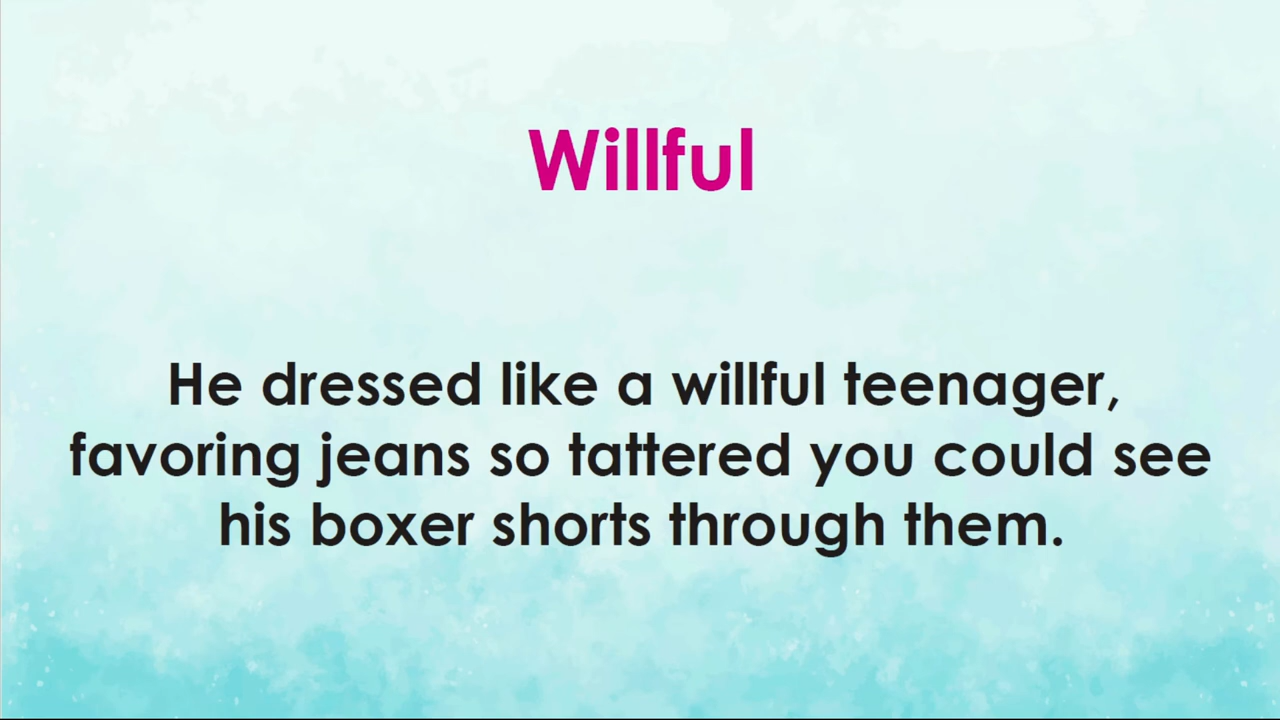 Willful
He dressed like a willful teenager,
favoring jeans so tattered you could see
his boxer shorts through them.